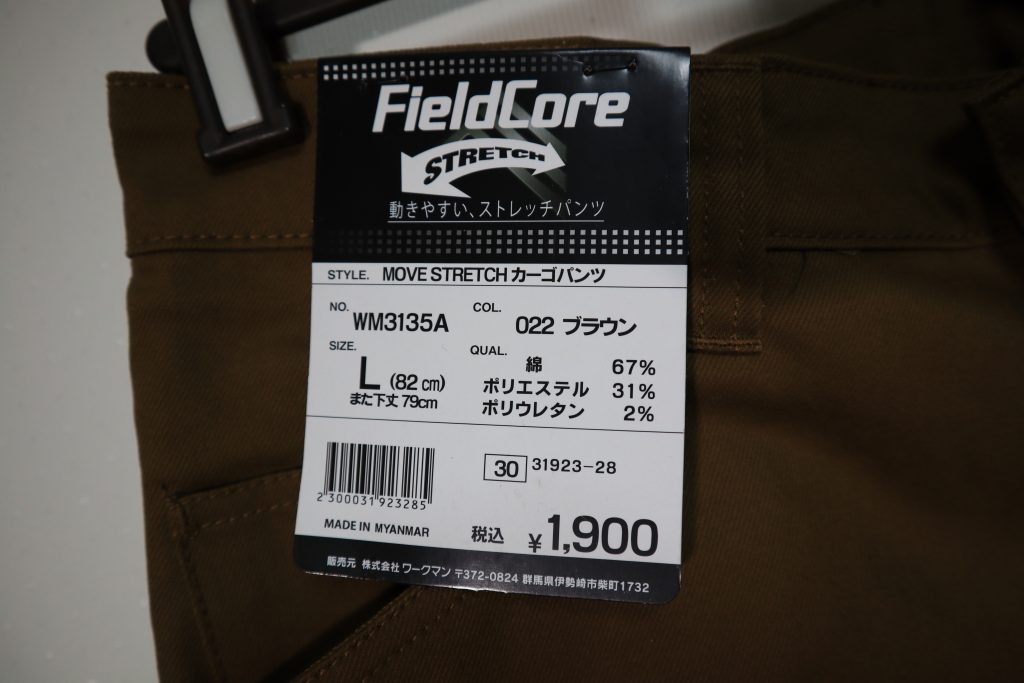 FieldCore
STRETCH
動きやすい、ストレッチパンツ
STYLE. MOVE STRETCH カーゴパンツ
NO. WM3135A
COL. 022 ブラウン
SIZE. L (82cm)
また下丈 79cm
QUAL. 綿 67%
ポリエステル 31%
ポリウレタン 2%
30 31923-28
2300031923285
MADE IN MYANMAR
税込 ¥1,900
販売元 株式会社 ワークマン 〒372-0824 群馬県伊勢崎市柴町1732